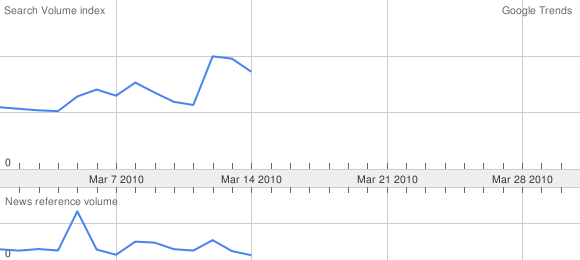 Search Volume index Google Trends
0
Mar 7 2010 Mar 14 2010 Mar 21 2010 Mar 28 2010
News reference volume
0